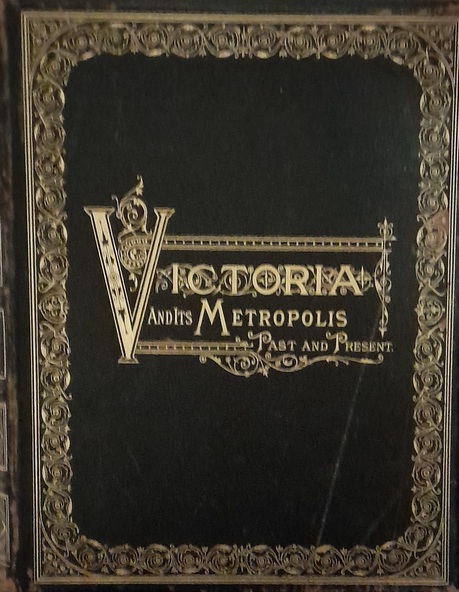 VICTORIA
AND ITS METROPOLIS
PAST AND PRESENT.